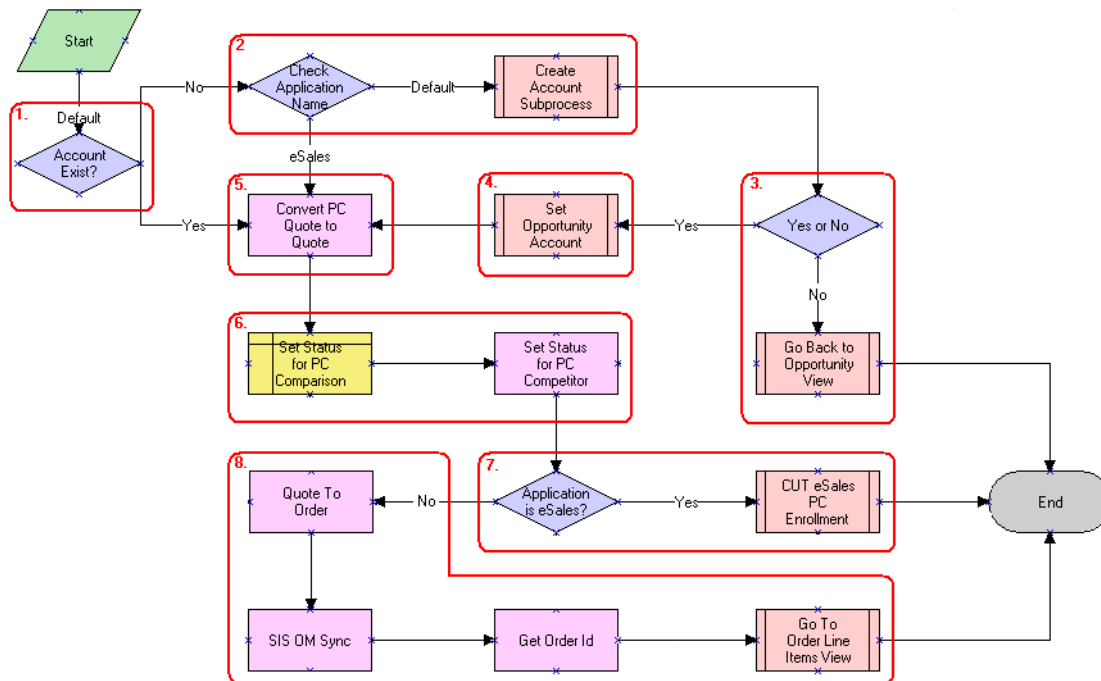 Start
1.
Default
Account
Exist?
No
Yes
2
Check
Application
Name
Default
Create
Account
Subprocess
eSales
5.
Convert PC
Quote to
Quote
4.
Set
Opportunity
Account
Yes
3.
Yes or No
No
Go Back to
Opportunity
View
6.
Set Status
for PC
Comparison
Set Status
for PC
Competitor
7.
Application
is eSales?
Yes
CUT eSales
PC
Enrollment
End
8.
Quote To
Order
No
SIS OM Sync
Get Order Id
Go To
Order Line
Items View